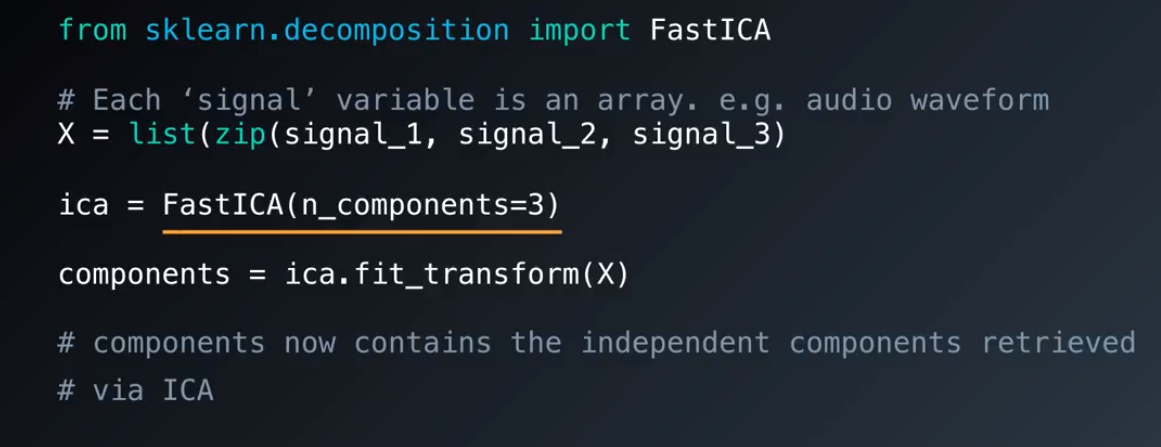 from sklearn.decomposition import FastICA
# Each ‘signal’ variable is an array. e.g. audio waveform
X = list(zip(signal_1, signal_2, signal_3)
ica = FastICA(n_components=3)
components = ica.fit_transform(X)
# components now contains the independent components retrieved
# via ICA